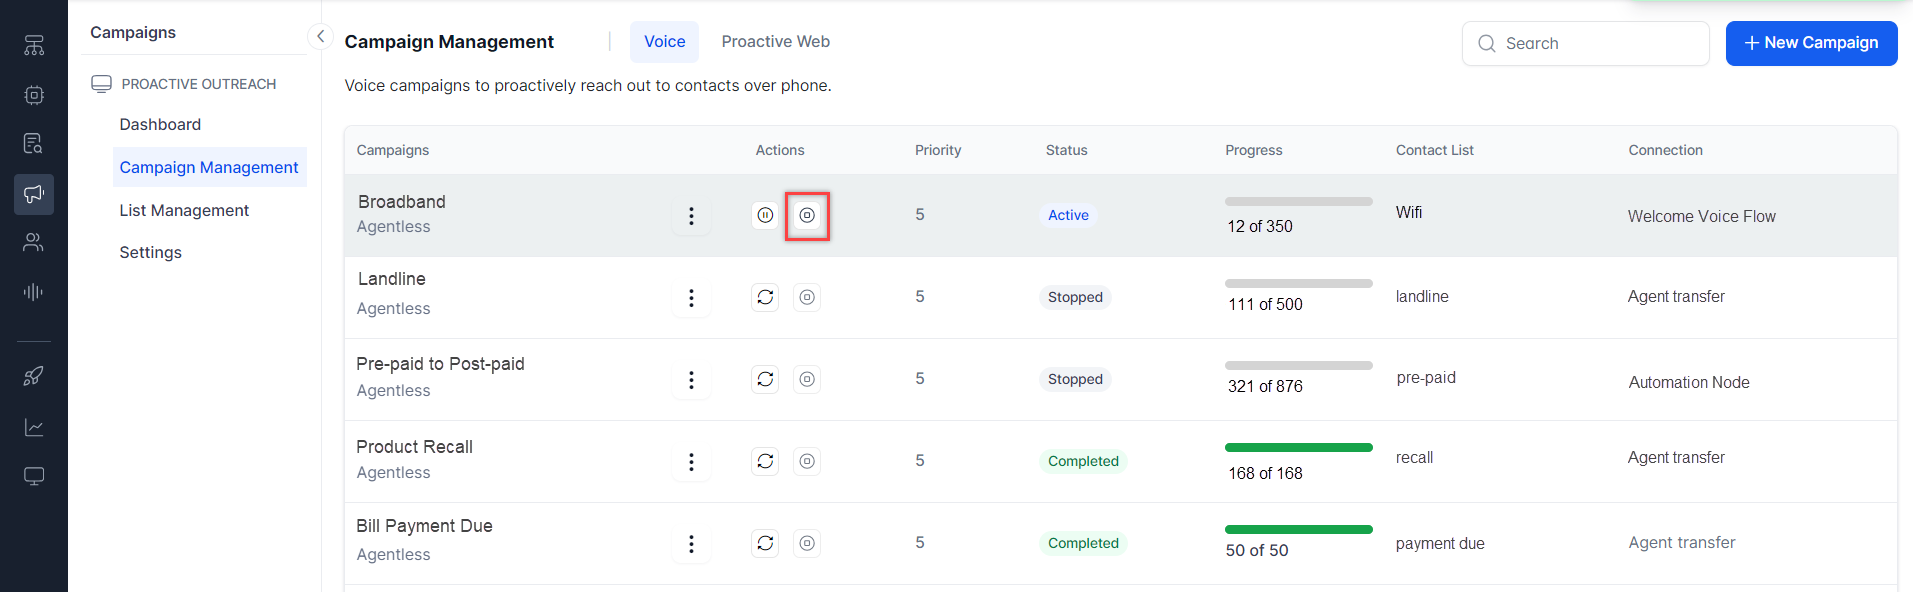 Campaigns
PROACTIVE OUTREACH
Dashboard
Campaign Management
List Management
Settings
Campaign Management
Voice
Proactive Web
Search
+ New Campaign
Voice campaigns to proactively reach out to contacts over phone.
Campaigns Actions Priority Status Progress Contact List Connection
Broadband
Agentless
5 Active 12 of 350 Wifi Welcome Voice Flow
Landline
Agentless
5 Stopped 111 of 500 landline Agent transfer
Pre-paid to Post-paid
Agentless
5 Stopped 321 of 876 pre-paid Automation Node
Product Recall
Agentless
5 Completed 168 of 168 recall Agent transfer
Bill Payment Due
Agentless
5 Completed 50 of 50 payment due Agent transfer